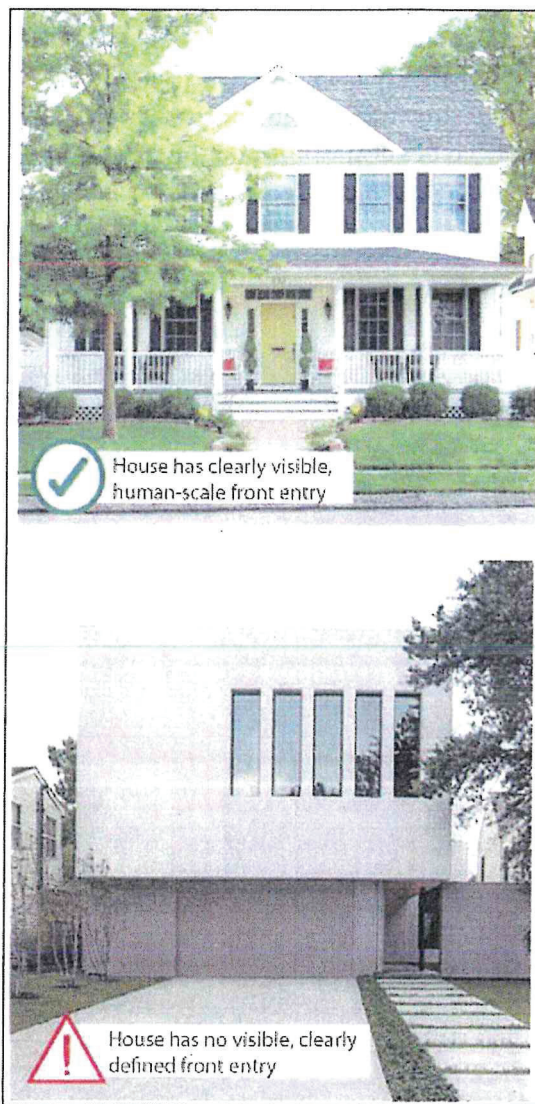 House has clearly visible,
human-scale front entry
House has no visible, clearly
defined front entry